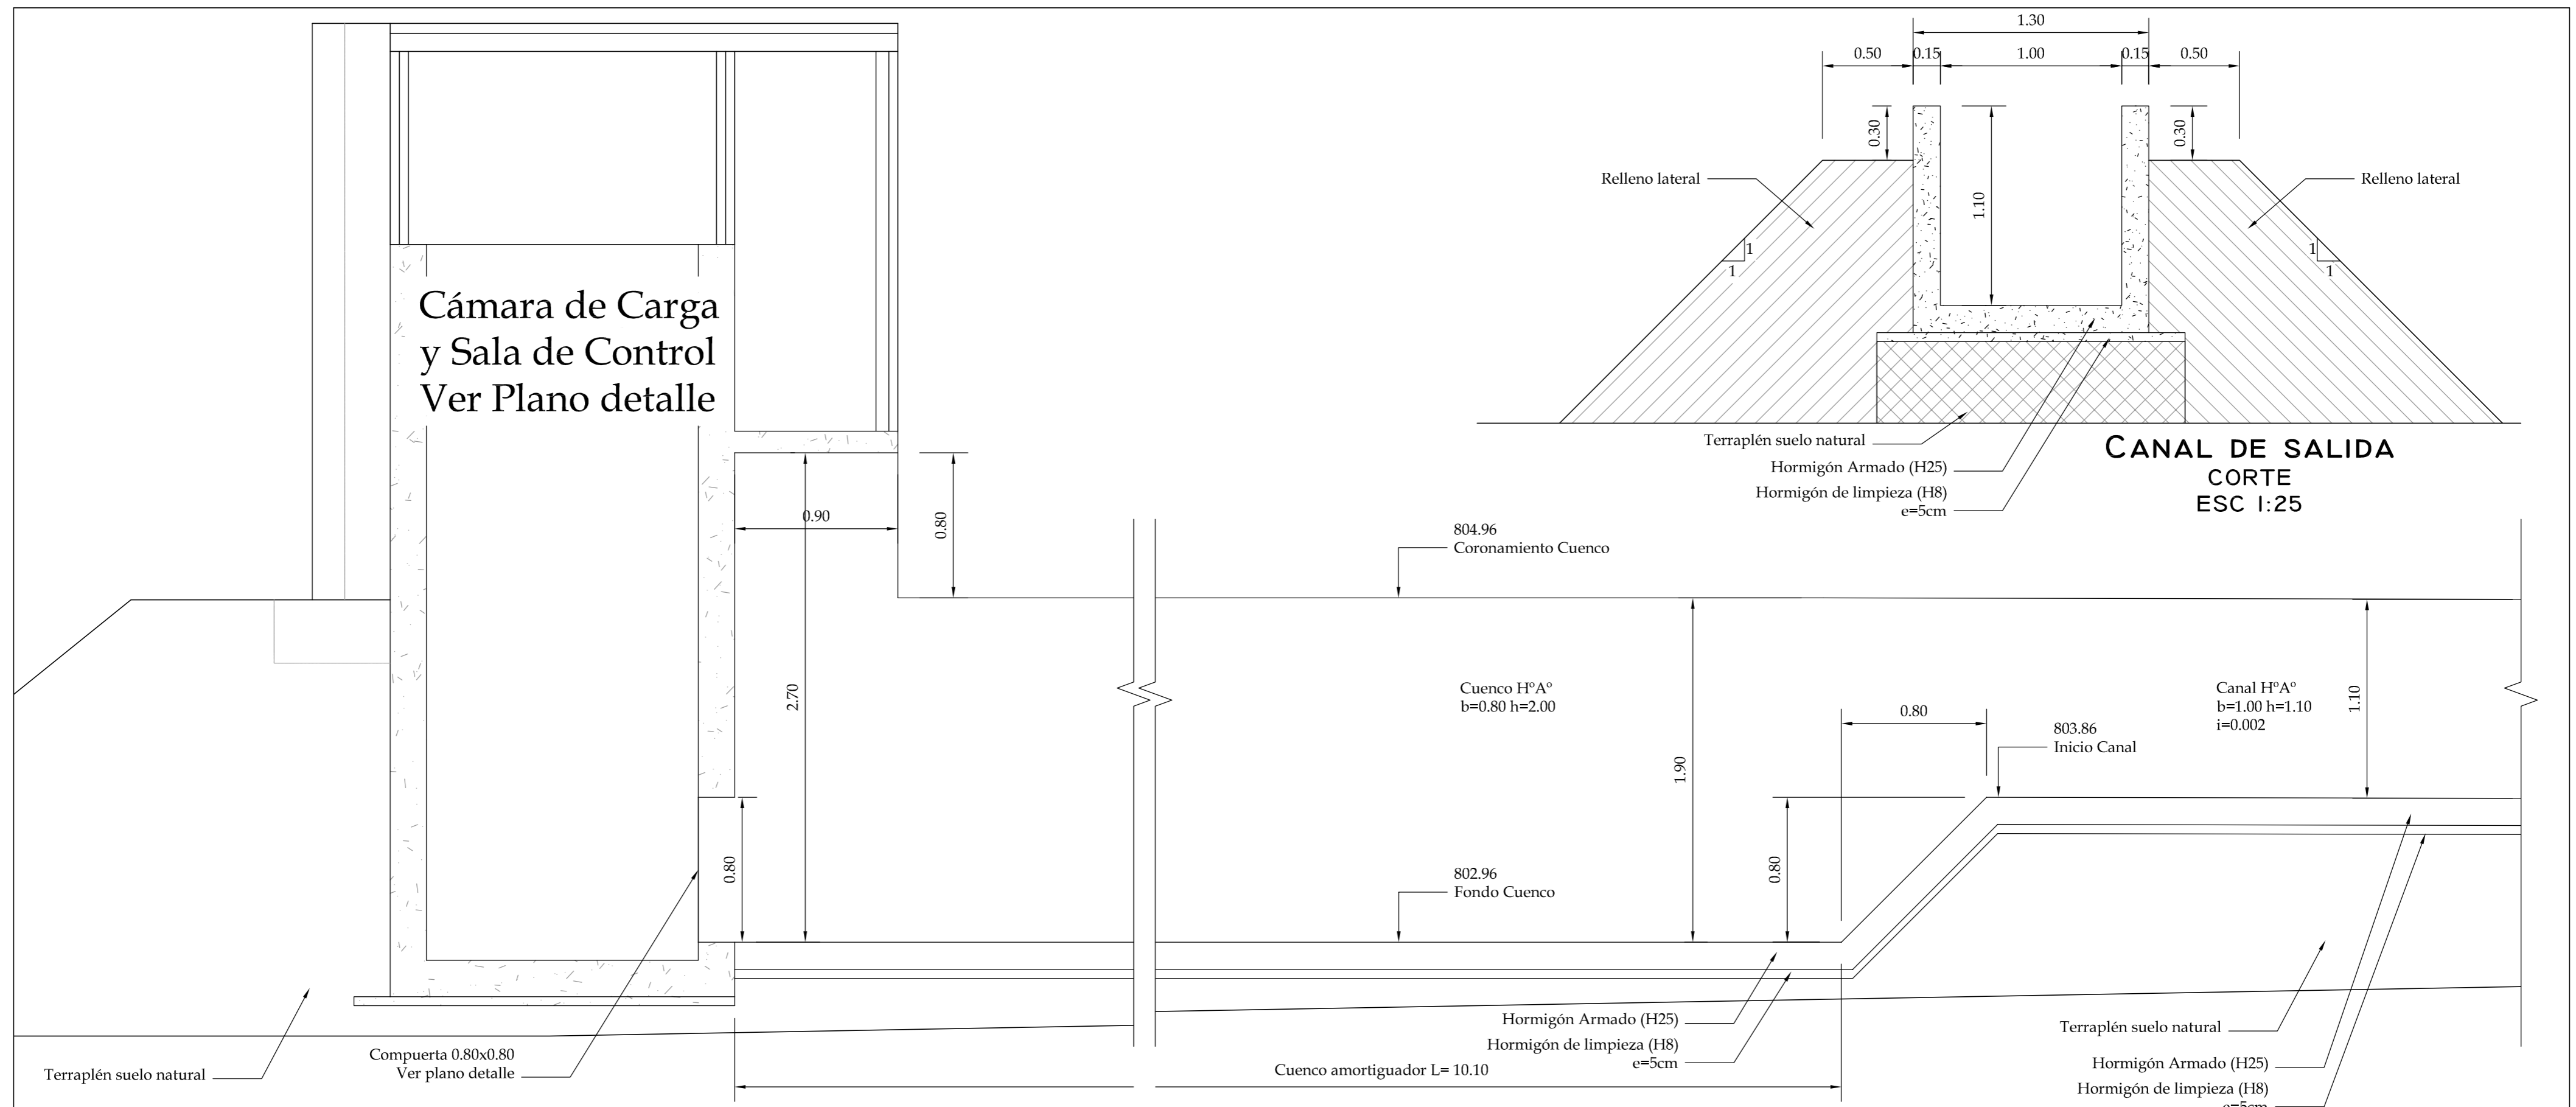 1.30
0.50
0.15
1.00
0.15
0.50
0.30
0.30
1.10
Relleno lateral
Relleno lateral
1
1
1
1
Terraplén suelo natural
Hormigón Armado (H25)
Hormigón de limpieza (H8)
e=5cm
CANAL DE SALIDA
CORTE
ESC 1:25
Cámara de Carga
y Sala de Control
Ver Plano detalle
0.90
0.80
2.70
0.80
804.96
Coronamiento Cuenco
Cuenco HºAº
b=0.80 h=2.00
1.90
0.80
803.86
Inicio Canal
Canal HºAº
b=1.00 h=1.10
i=0.002
1.10
802.96
Fondo Cuenco
0.80
Hormigón Armado (H25)
Hormigón de limpieza (H8)
e=5cm
Cuenco amortiguador L= 10.10
Terraplén suelo natural
Compuerta 0.80x0.80
Ver plano detalle
Terraplén suelo natural
Hormigón Armado (H25)
Hormigón de limpieza (H8)
e=5cm